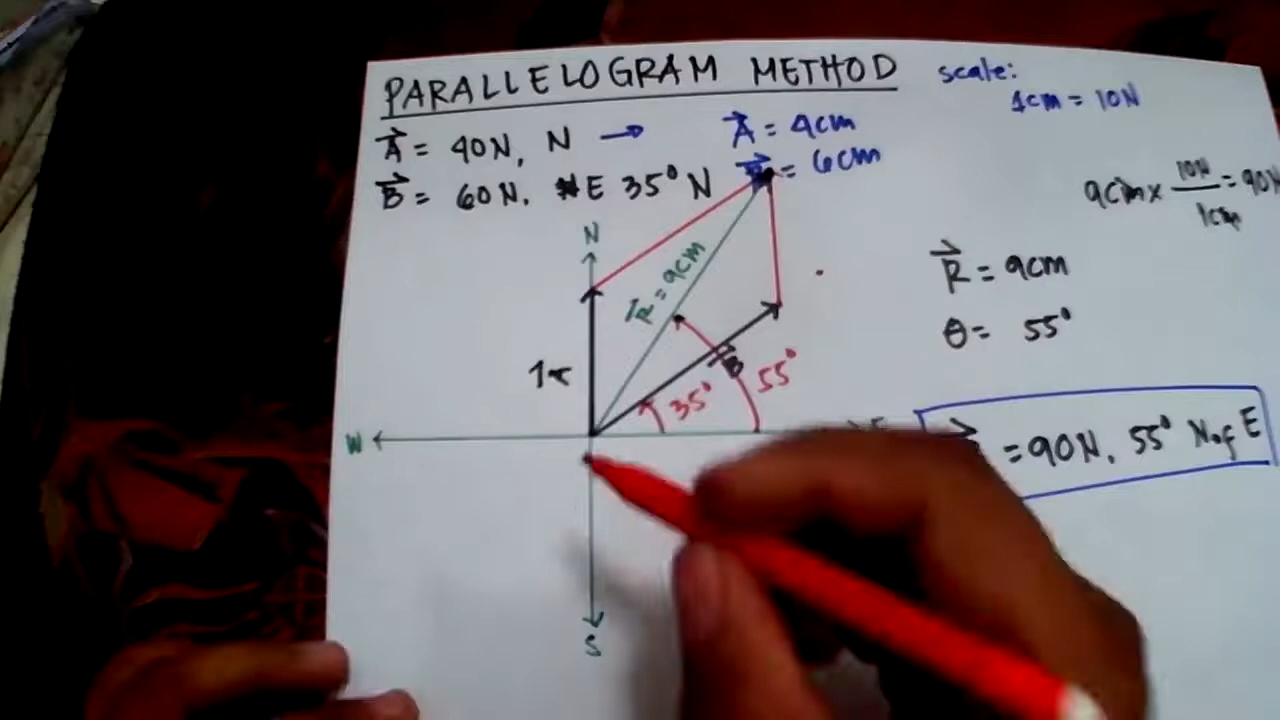 PARALLELOGRAM METHOD
scale:
1cm = 10N
A = 40N, N → A = 4cm
B = 60N, E 35° N = 6cm
9cm x 10N / 1cm = 90N
N
R = 9cm
R = 9cm
θ = 55°
A
B
35°
55°
W
E
= 90N, 55° N of E
S